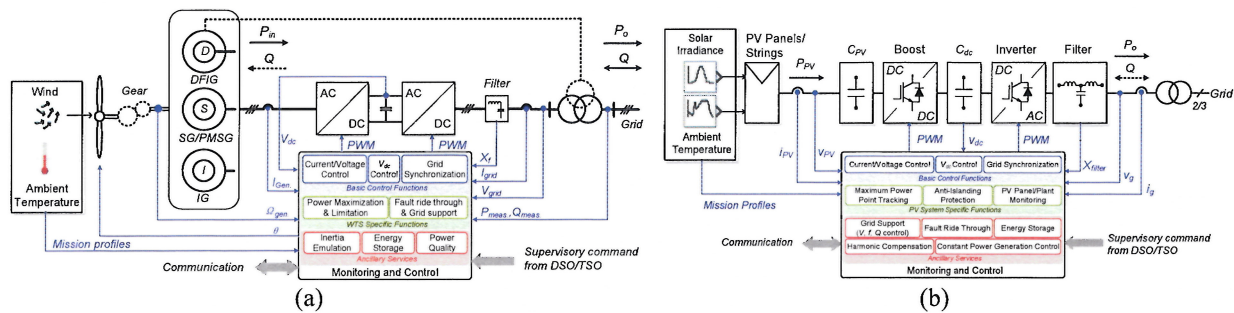 Wind
Ambient
Temperature
Gear
D
DFIG
S
SG/PMSG
I
IG
P_in
Q
AC
DC
AC
DC
Filter
P_o
Q
Grid
V_dc
PWM
PWM
I_Gen.
Ω_gen
θ
Mission profiles
X_f
I_grid
V_grid
P_meas, Q_meas
Current/Voltage
Control
V_dc
Control
Grid
Synchronization
Basic Control Functions
Power Maximization
& Limitation
Fault ride through
& Grid support
WTS Specific Functions
Inertia
Emulation
Energy
Storage
Power
Quality
Ancillary Services
Monitoring and Control
Communication
Supervisory command
from DSO/TSO
(a)
Solar
Irradiance
Ambient
Temperature
PV Panels/
Strings
P_PV
C_PV
Boost
DC
DC
C_dc
Inverter
DC
AC
Filter
P_o
Q
2/3
Grid
PWM
v_dc
PWM
i_PV
v_PV
X_filter
v_g
i_g
Mission Profiles
Current/Voltage Control
V_dc Control
Grid Synchronization
Basic Control Functions
Maximum Power
Point Tracking
Anti-Islanding
Protection
PV Panel/Plant
Monitoring
PV System Specific Functions
Grid Support
(V, f, Q control)
Fault Ride Through
Energy Storage
Harmonic Compensation
Constant Power Generation Control
Ancillary Services
Monitoring and Control
Communication
Supervisory command
from DSO/TSO
(b)